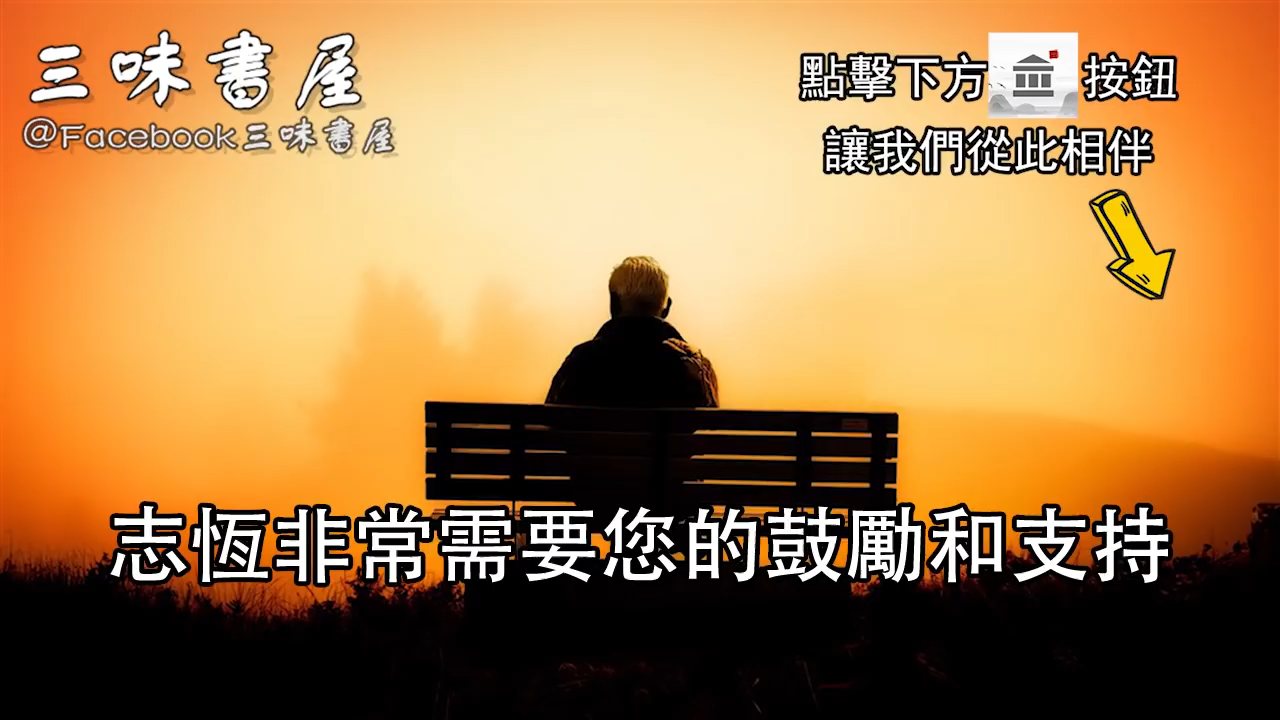 三味書屋
@Facebook三味書屋
點擊下方 按鈕
讓我們從此相伴
志恆非常需要您的鼓勵和支持